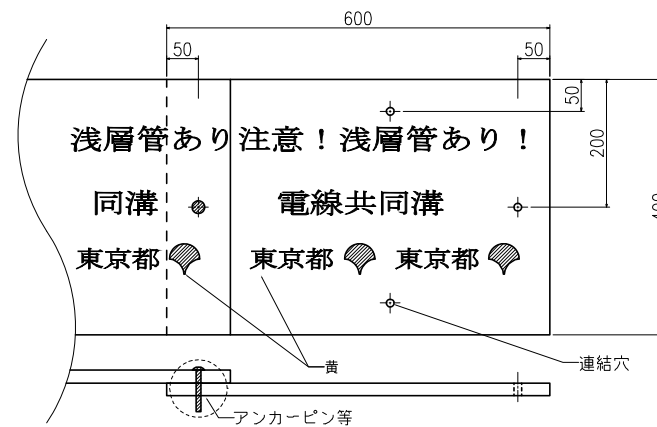 600
50
50
50
200
400
浅層管あり注意！浅層管あり！
同溝
電線共同溝
東京都
東京都
東京都
黄
連結穴
アンカーピン等